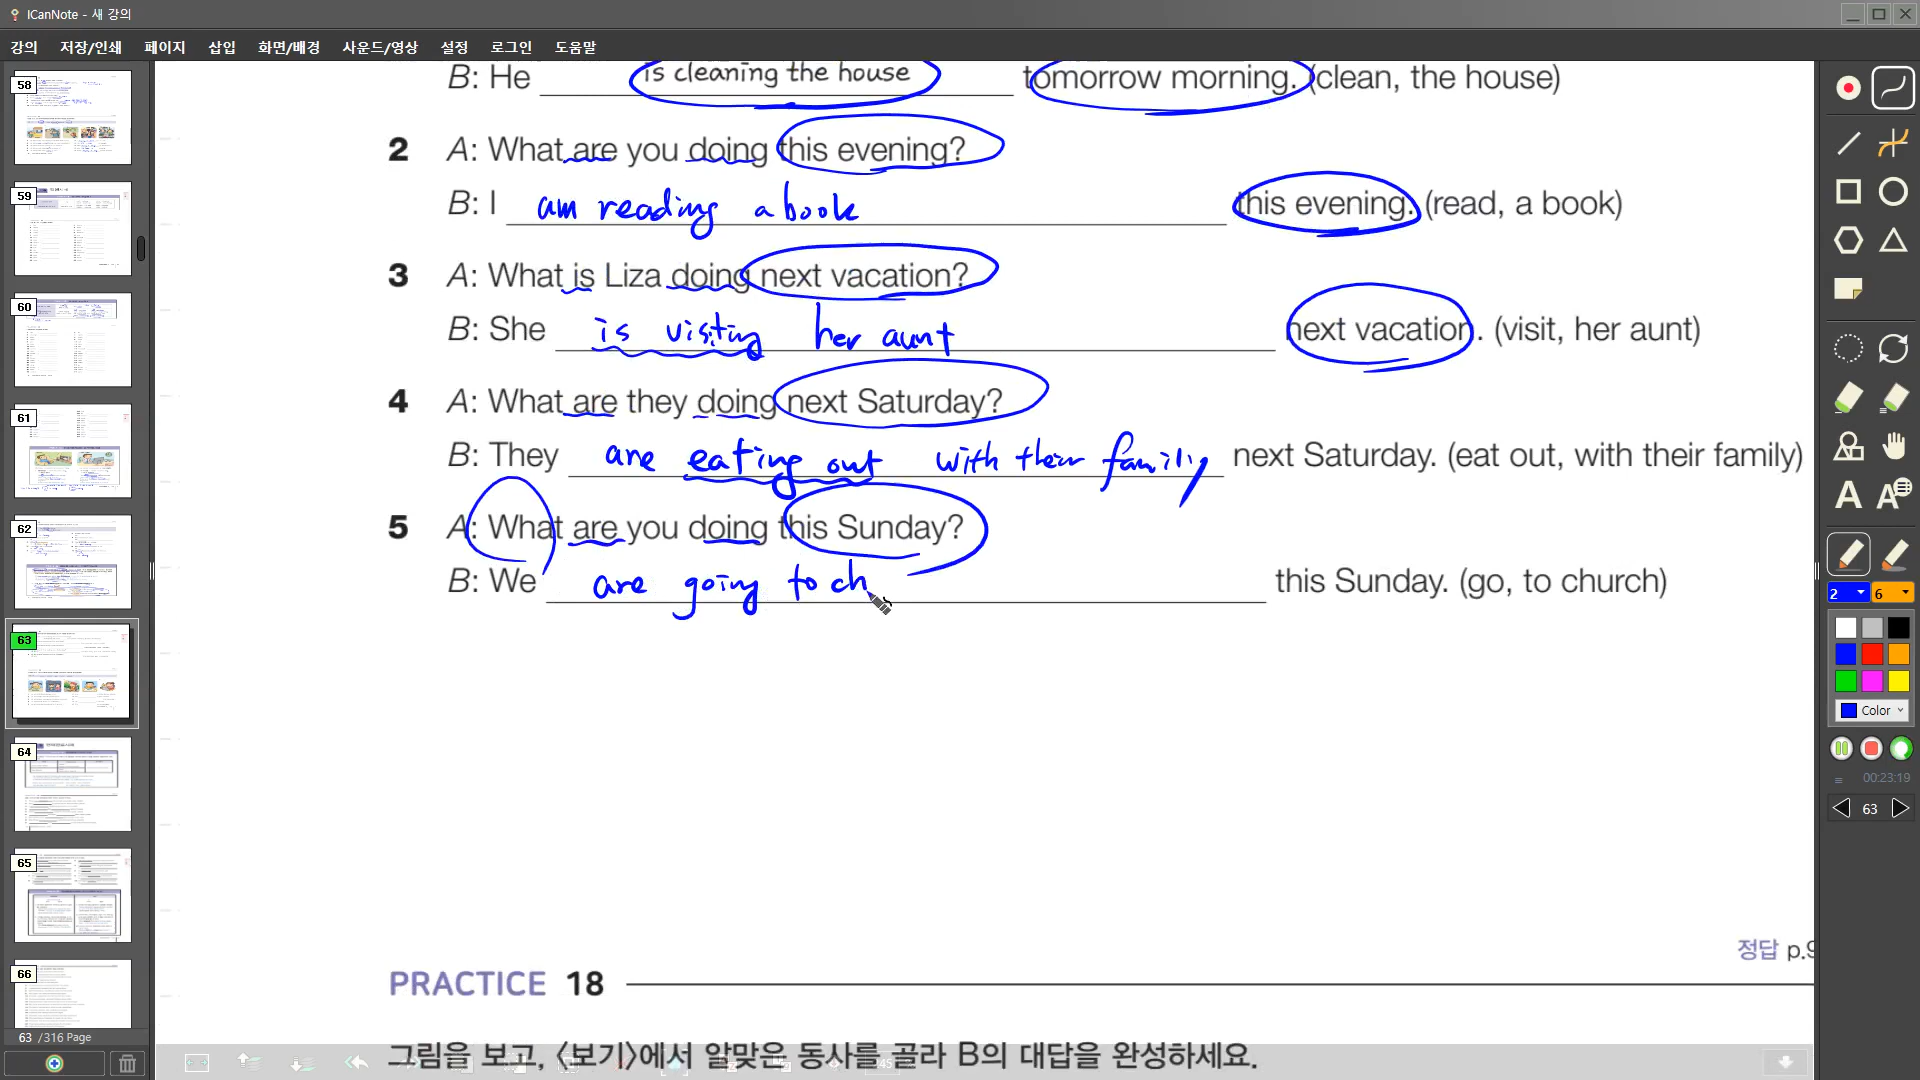 ICanNote - 새 강의
강의 저장/인쇄 페이지 삽입 화면/배경 사운드/영상 설정 로그인 도움말
58
59
60
61
62
63
64
65
66
63 /316 Page
B: He is cleaning the house tomorrow morning. (clean, the house)
2 A: What are you doing this evening?
B: I am reading a book this evening. (read, a book)
3 A: What is Liza doing next vacation?
B: She is visiting her aunt next vacation. (visit, her aunt)
4 A: What are they doing next Saturday?
B: They are eating out with their family next Saturday. (eat out, with their family)
5 A: What are you doing this Sunday?
B: We are going to ch this Sunday. (go, to church)
정답 p.9
PRACTICE 18
그림을 보고, 〈보기〉에서 알맞은 동사를 골라 B의 대답을 완성하세요.
2 6
Color
00:23:19
63